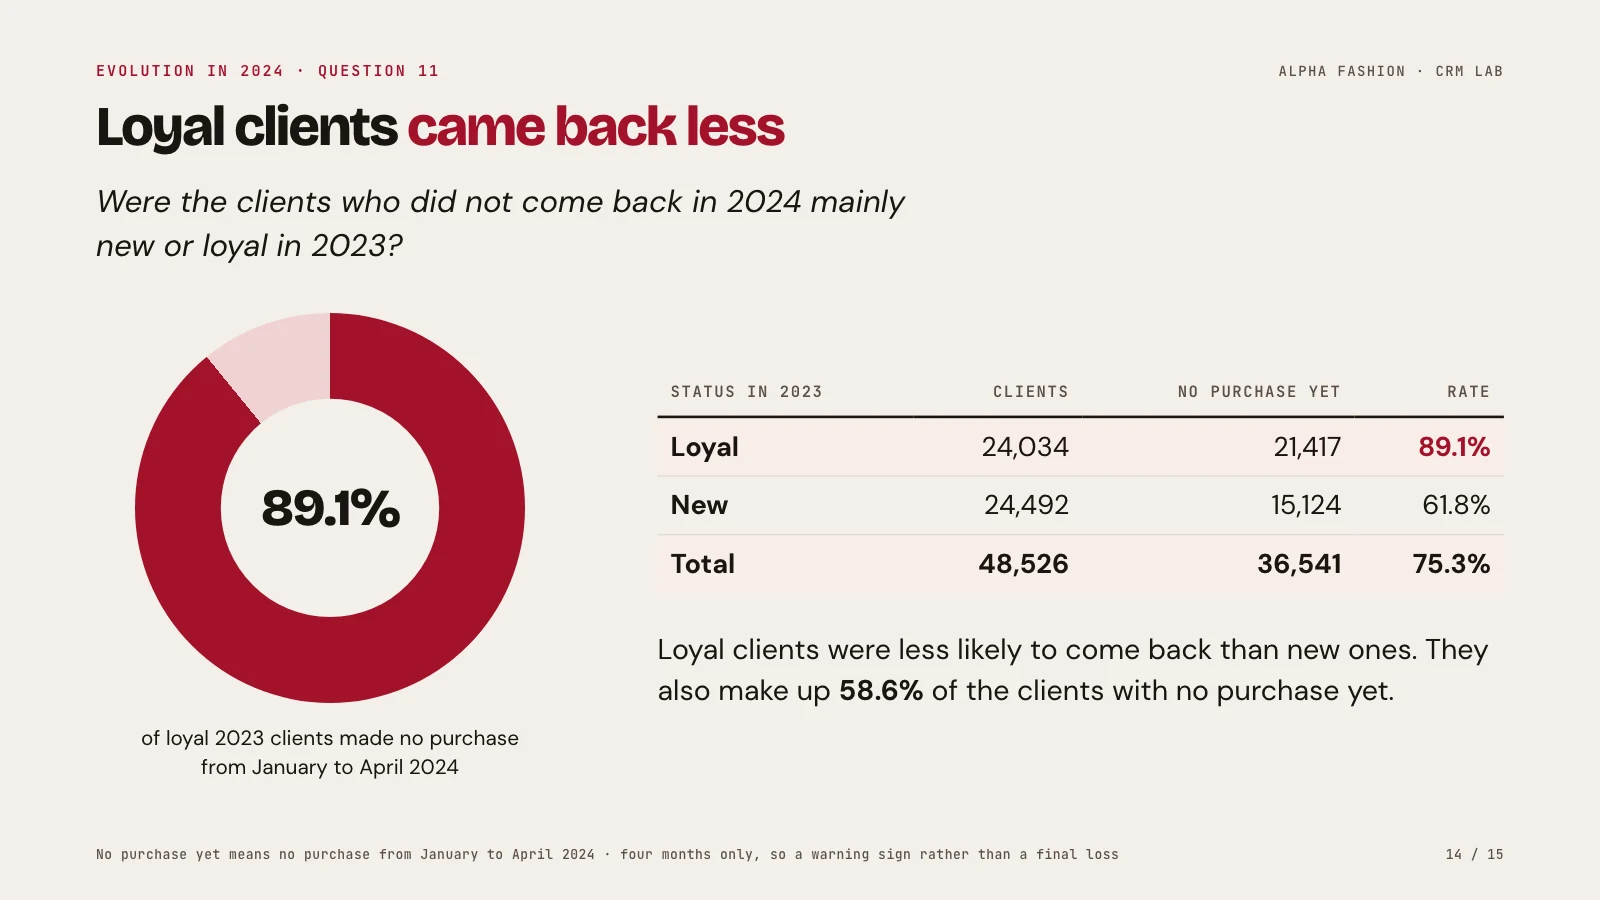 EVOLUTION IN 2024 · QUESTION 11
ALPHA FASHION · CRM LAB
Loyal clients came back less
Were the clients who did not come back in 2024 mainly
new or loyal in 2023?
89.1%
of loyal 2023 clients made no purchase
from January to April 2024
STATUS IN 2023 CLIENTS NO PURCHASE YET RATE
Loyal 24,034 21,417 89.1%
New 24,492 15,124 61.8%
Total 48,526 36,541 75.3%
Loyal clients were less likely to come back than new ones. They
also make up 58.6% of the clients with no purchase yet.
No purchase yet means no purchase from January to April 2024 · four months only, so a warning sign rather than a final loss
14 / 15